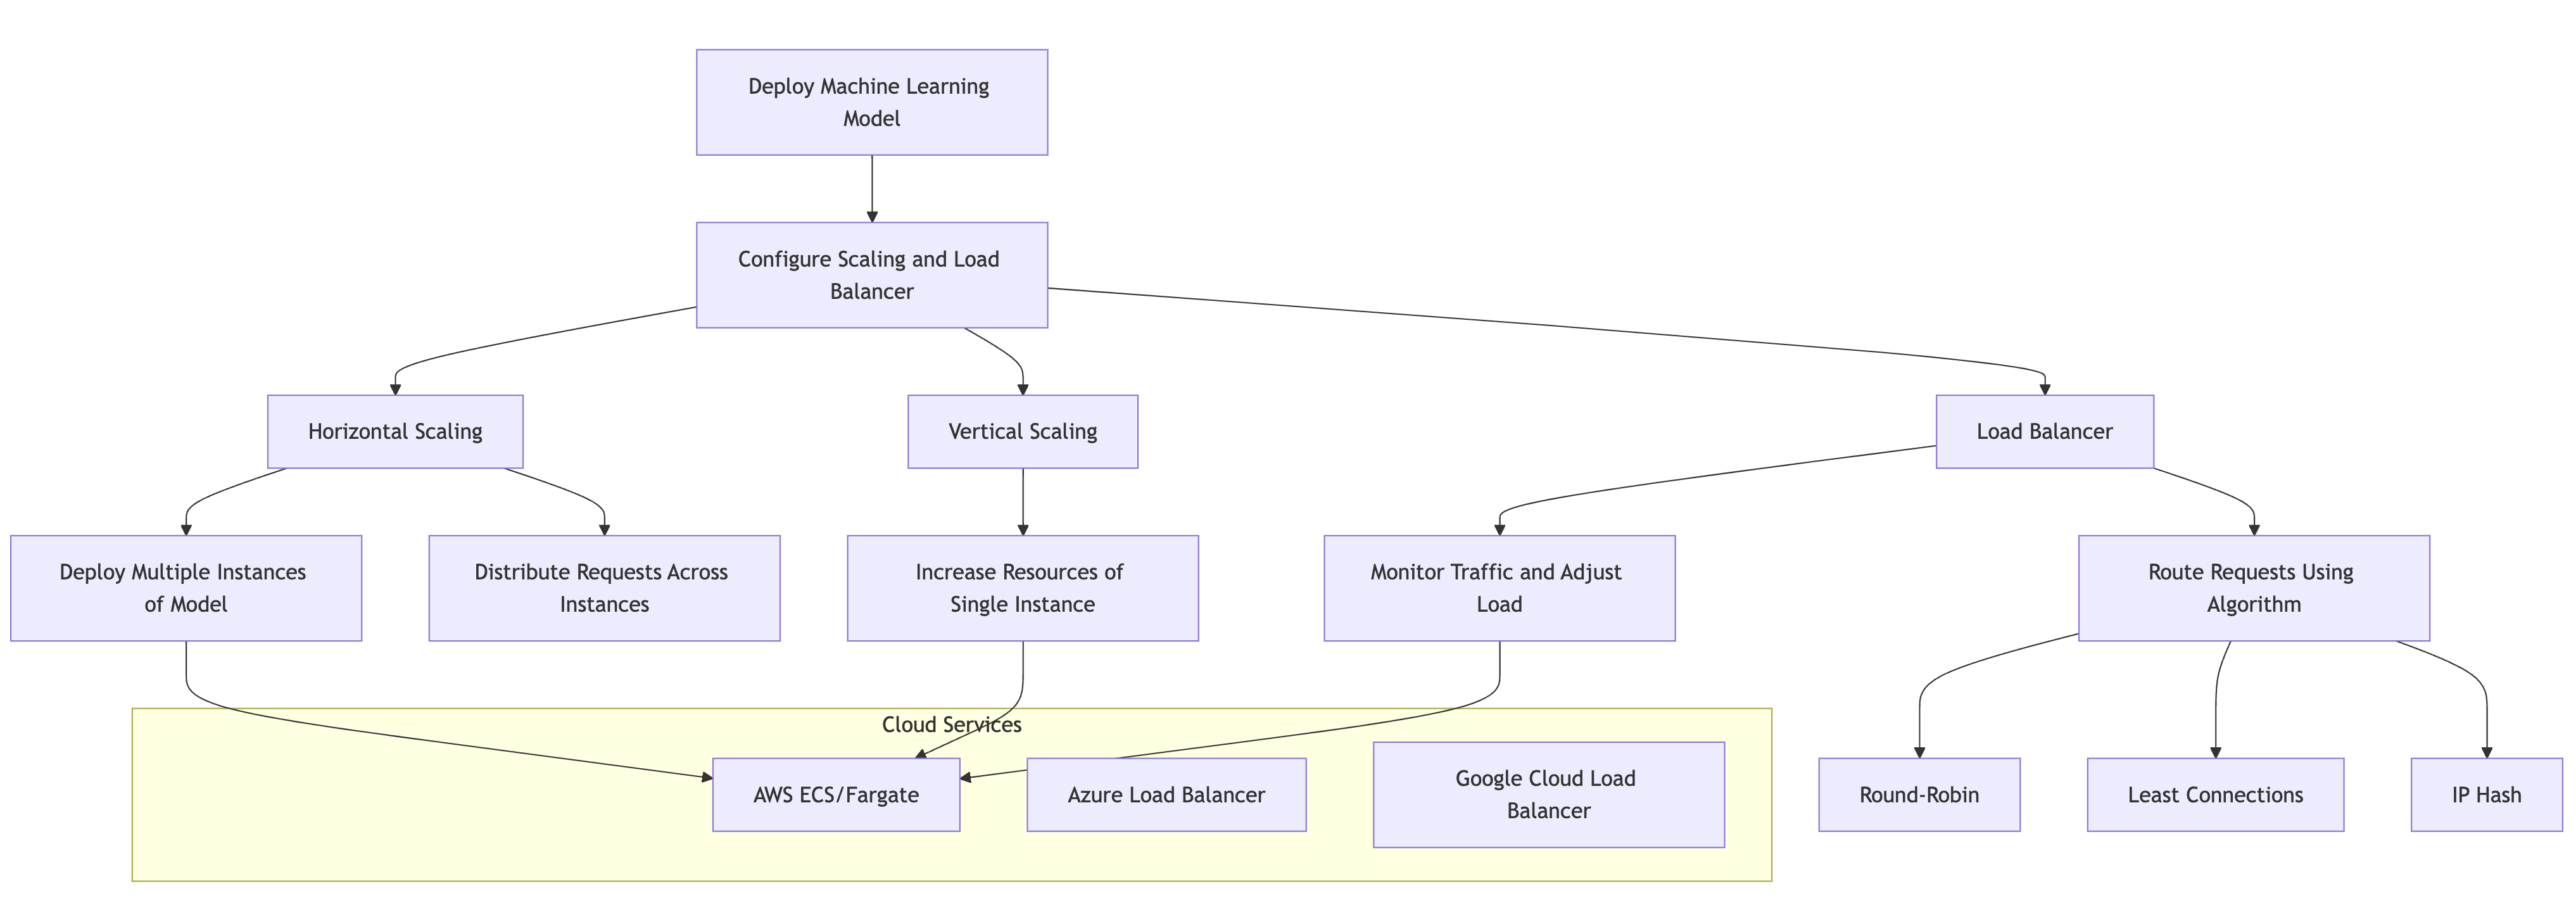 Deploy Machine Learning
Model
Configure Scaling and Load
Balancer
Horizontal Scaling
Vertical Scaling
Load Balancer
Deploy Multiple Instances
of Model
Distribute Requests Across
Instances
Increase Resources of
Single Instance
Monitor Traffic and Adjust
Load
Route Requests Using
Algorithm
Cloud Services
AWS ECS/Fargate
Azure Load Balancer
Google Cloud Load
Balancer
Round-Robin
Least Connections
IP Hash